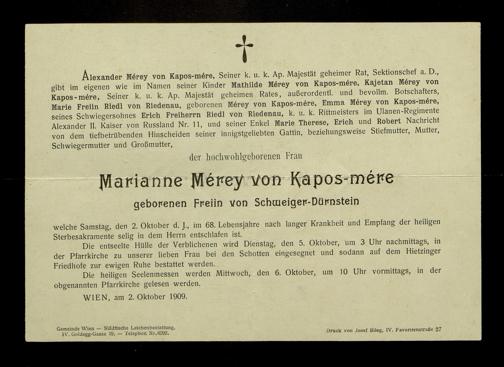 Alexander Mérey von Kapos-mére, Seiner k. u. k. Ap. Majestät geheimer Rat, Sektionschef a. D.,
gibt im eigenen wie im Namen seiner Kinder Mathilde Mérey von Kapos-mére, Kajetan Mérey von
Kapos-mére, Seiner k. u. k. Ap. Majestät geheimen Rates, außerordentl. und bevollm. Botschafters,
Marie Freiin Riedl von Riedenau, geborenen Mérey von Kapos-mére, Emma Mérey von Kapos-mére,
seines Schwiegersohnes Erich Freiherrn Riedl von Riedenau, k. u. k. Rittmeisters im Ulanen-Regimente
Alexander II. Kaiser von Russland Nr. 11, und seiner Enkel Marie Therese, Erich und Robert Nachricht
von dem tiefbetrübenden Hinscheiden seiner innigstgeliebten Gattin, beziehungsweise Stiefmutter, Mutter,
Schwiegermutter und Großmutter,
der hochwohlgeborenen Frau
Marianne Mérey von Kapos-mére
geborenen Freiin von Schweiger-Dürnstein
welche Samstag, den 2. Oktober d. J., im 68. Lebensjahre nach langer Krankheit und Empfang der heiligen
Sterbesakramente selig in dem Herrn entschlafen ist.
Die entseelte Hülle der Verblichenen wird Dienstag, den 5. Oktober, um 3 Uhr nachmittags, in
der Pfarrkirche zu unserer lieben Frau bei den Schotten eingesegnet und sodann auf dem Hietzinger
Friedhofe zur ewigen Ruhe bestattet werden.
Die heiligen Seelenmessen werden Mittwoch, den 6. Oktober, um 10 Uhr vormittags, in der
obgenannten Pfarrkirche gelesen werden.
WIEN, am 2. Oktober 1909.
Gemeinde Wien — Städtische Leichenbestattung,
IV. Goldegg-Gasse 19. — Telephon Nr.
Druck von Josef IV. Favoritenstraße 27